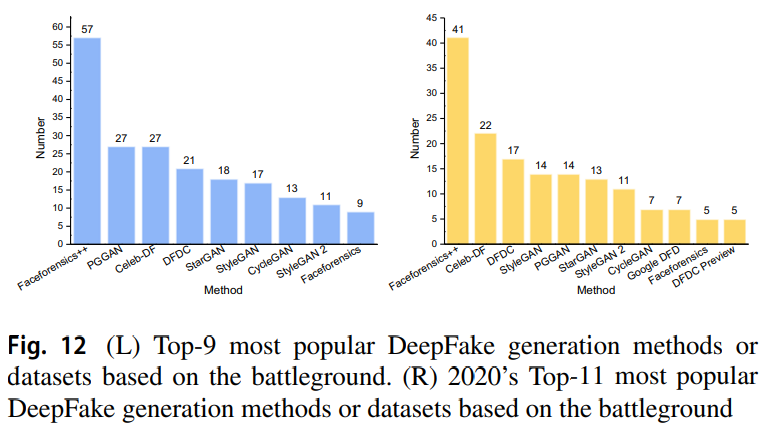 60
57
55
50
45
40
35
30
25
20
15
10
5
0
27
27
21
18
17
13
11
9
Number
Faceforensics++
PGGAN
Celeb-DF
DFDC
StarGAN
StyleGAN
CycleGAN
StyleGAN 2
Faceforensics
Method
45
41
40
35
30
25
20
15
10
5
0
22
17
14
14
13
11
7
7
5
5
Number
Faceforensics++
Celeb-DF
DFDC
StyleGAN
PGGAN
StarGAN
StyleGAN 2
CycleGAN
Google DFD
Faceforensics
DFDC Preview
Method
Fig. 12 (L) Top-9 most popular DeepFake generation methods or
datasets based on the battleground. (R) 2020's Top-11 most popular
DeepFake generation methods or datasets based on the battleground